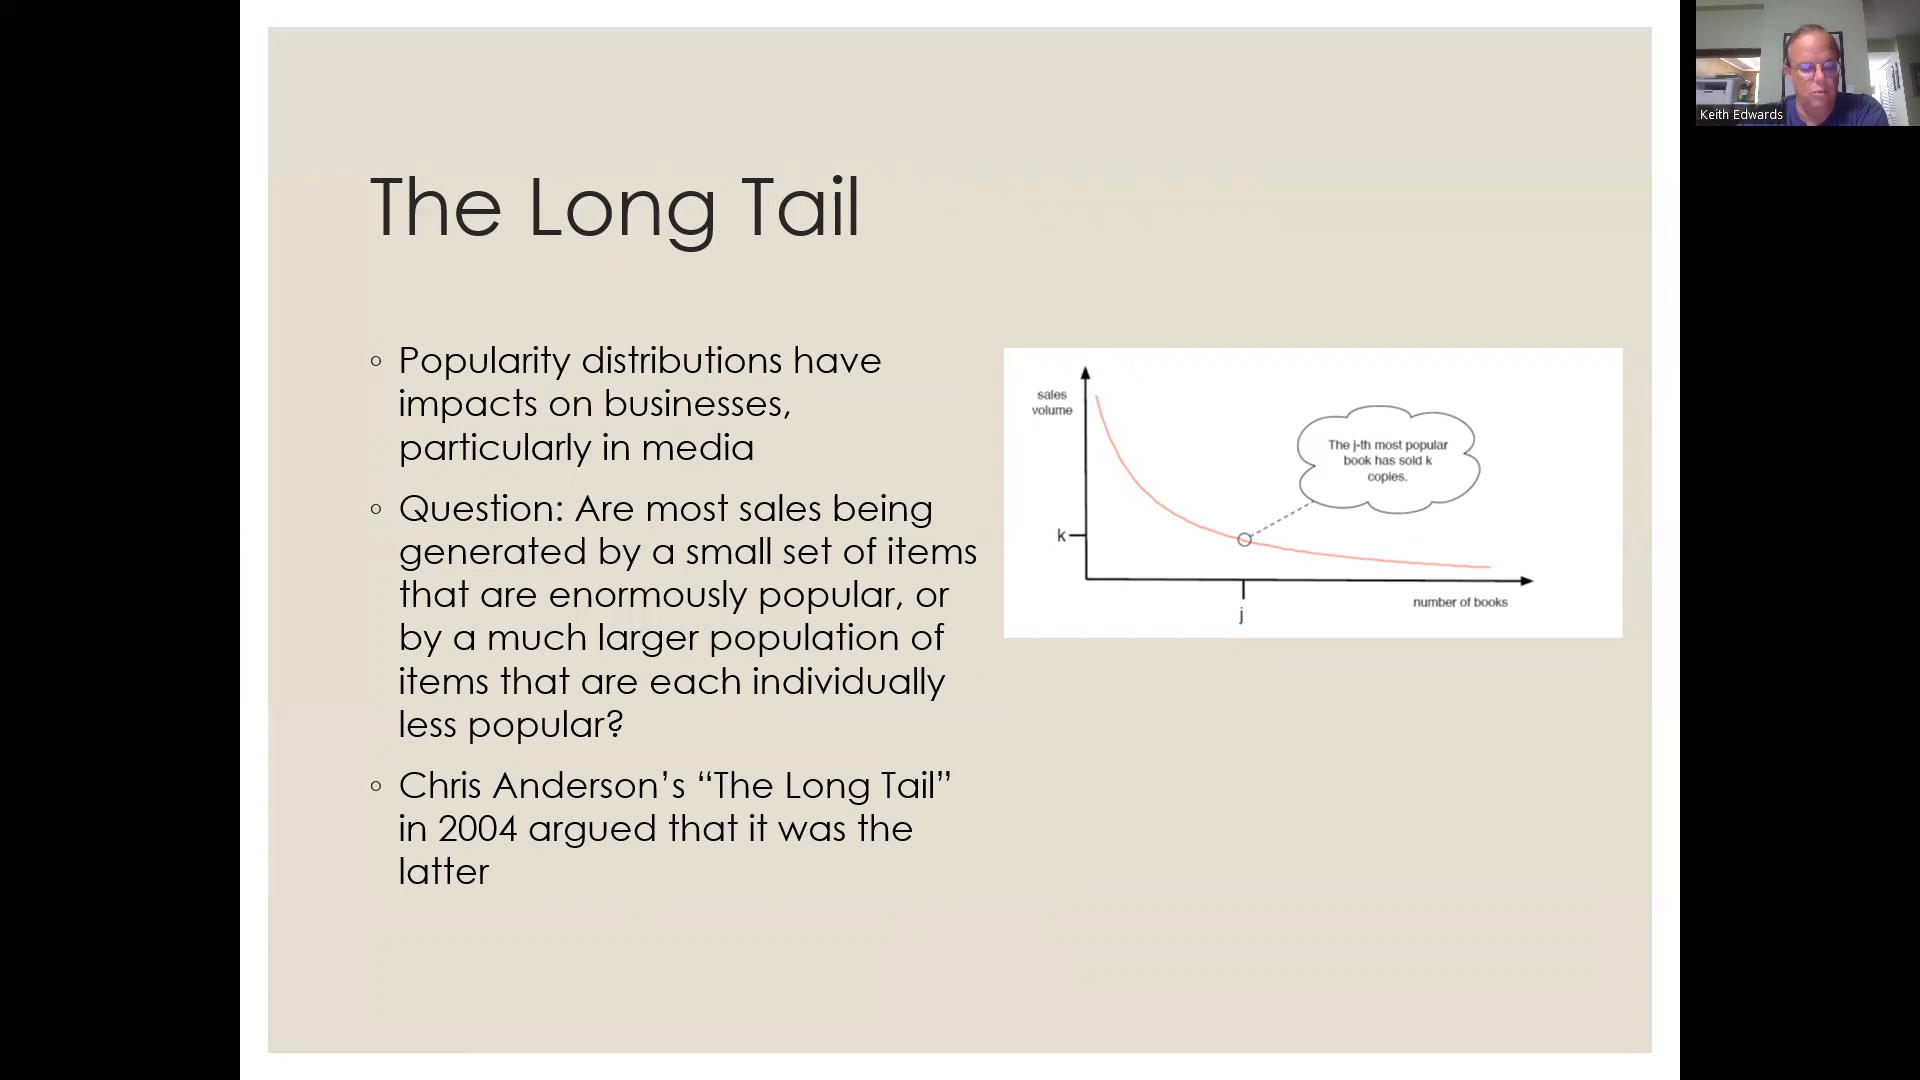 The Long Tail
◦ Popularity distributions have
impacts on businesses,
particularly in media
◦ Question: Are most sales being
generated by a small set of items
that are enormously popular, or
by a much larger population of
items that are each individually
less popular?
◦ Chris Anderson’s “The Long Tail”
in 2004 argued that it was the
latter
sales
volume
The j-th most popular
book has sold k
copies.
k
j
number of books
Keith Edwards